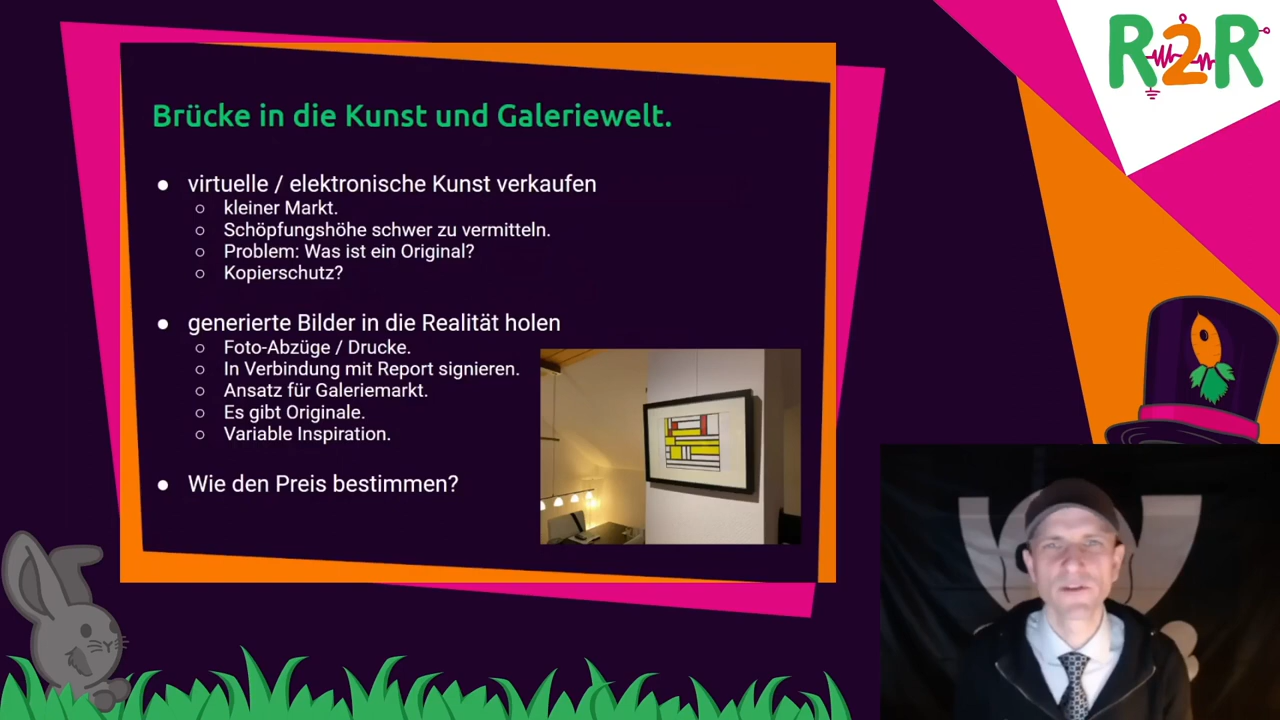 R2R
Brücke in die Kunst und Galeriewelt.
● virtuelle / elektronische Kunst verkaufen
○ kleiner Markt.
○ Schöpfungshöhe schwer zu vermitteln.
○ Problem: Was ist ein Original?
○ Kopierschutz?
● generierte Bilder in die Realität holen
○ Foto-Abzüge / Drucke.
○ In Verbindung mit Report signieren.
○ Ansatz für Galeriemarkt.
○ Es gibt Originale.
○ Variable Inspiration.
● Wie den Preis bestimmen?